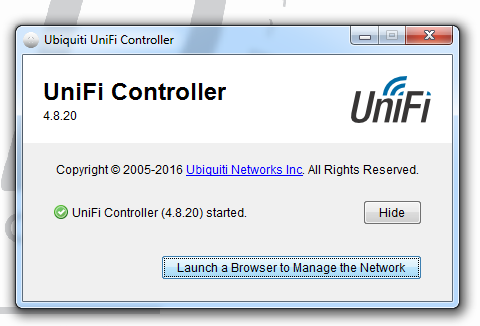 Ubiquiti UniFi Controller
UniFi Controller
4.8.20
UniFi
Copyright © 2005-2016 Ubiquiti Networks Inc. All Rights Reserved.
UniFi Controller (4.8.20) started.
Hide
Launch a Browser to Manage the Network